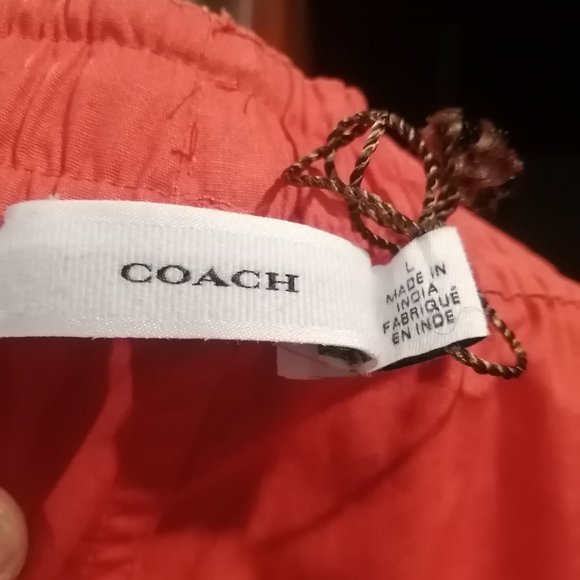 COACH
L
MADE IN
INDIA
FABRIQUÉ
EN INDE